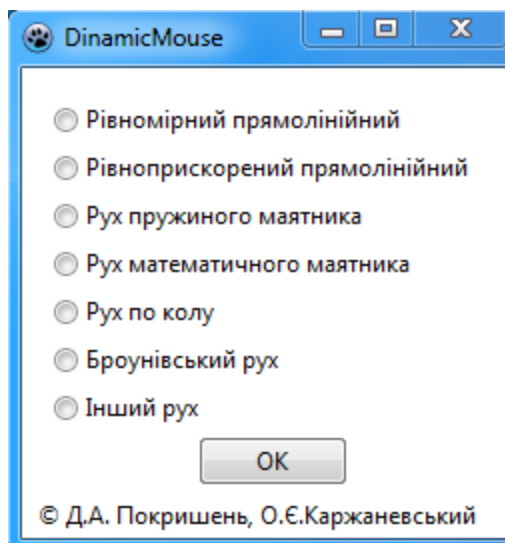 DinamicMouse
Рівномірний прямолінійний
Рівноприскорений прямолінійний
Рух пружиного маятника
Рух математичного маятника
Рух по колу
Броунівський рух
Інший рух
ОК
© Д.А. Покришень, О.Є.Каржаневський